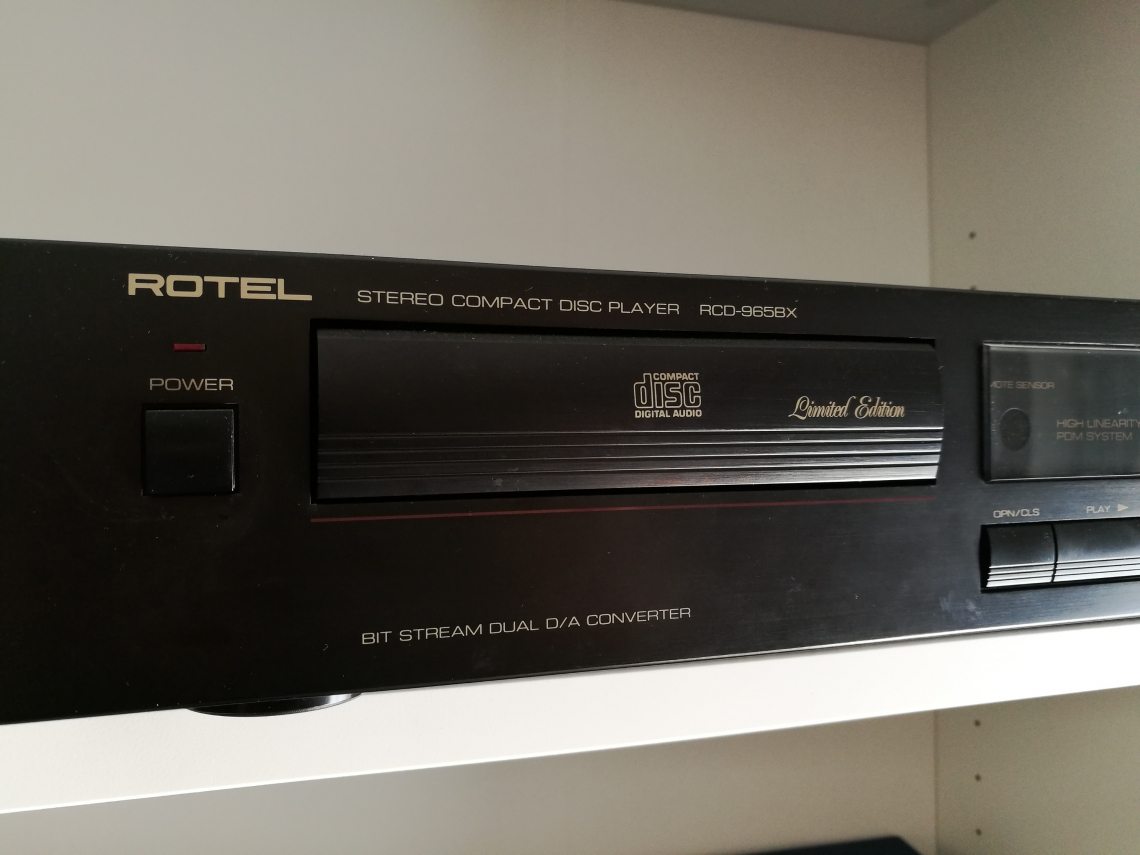 ROTEL
STEREO COMPACT DISC PLAYER RCD-965BX
POWER
COMPACT
disc
DIGITAL AUDIO
Limited Edition
SENSOR
HIGH LINEARITY
PDM SYSTEM
OPN/CLS
PLAY
BIT STREAM DUAL D/A CONVERTER